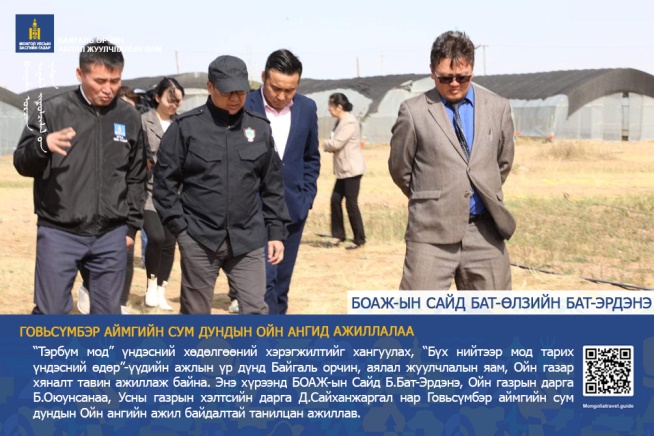 МОНГОЛ УЛСЫН
ЗАСГИЙН ГАЗАР
БАЙГАЛЬ ОРЧИН,
АЯЛАЛ ЖУУЛЧЛАЛЫН ЯАМ
БОАЖ-ЫН САЙД БАТ-ӨЛЗИЙН БАТ-ЭРДЭНЭ
ГОВЬСҮМБЭР АЙМГИЙН СУМ ДУНДЫН ОЙН АНГИД АЖИЛЛАЛАА
“Тэрбум мод” үндэсний хөдөлгөөний хэрэгжилтийг хангуулах, “Бүх нийтээр мод тарих
үндэсний өдөр”-үүдийн ажлын үр дүнд Байгаль орчин, аялал жуулчлалын яам, Ойн газар
хяналт тавин ажиллаж байна. Энэ хүрээнд БОАЖ-ын Сайд Б.Бат-Эрдэнэ, Ойн газрын дарга
Б.Оюунсанаа, Усны газрын хэлтсийн дарга Д.Сайханжаргал нар Говьсүмбэр аймгийн сум
дундын Ойн ангийн ажил байдалтай танилцан ажиллав.
Mongoliatravel.guide